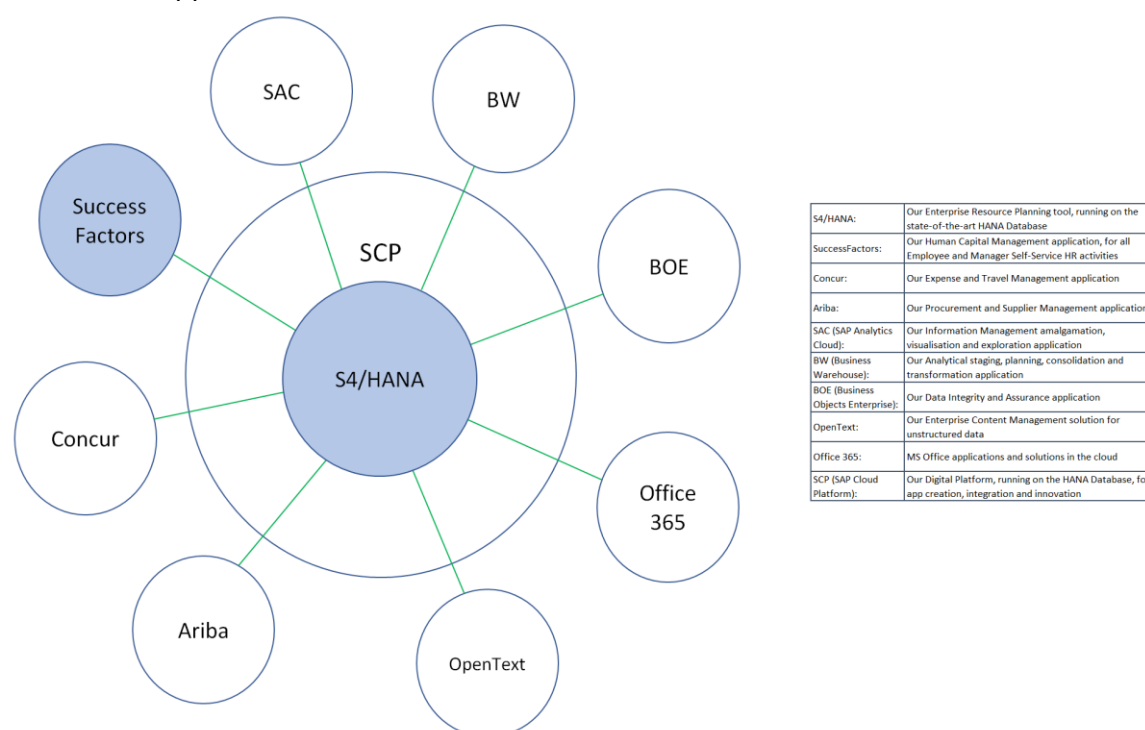 SAC
BW
Success
Factors
SCP
BOE
S4/HANA
Concur
Office
365
Ariba
OpenText
S4/HANA:
Our Enterprise Resource Planning tool, running on the
state-of-the-art HANA Database
SuccessFactors:
Our Human Capital Management application, for all
Employee and Manager Self-Service HR activities
Concur:
Our Expense and Travel Management application
Ariba:
Our Procurement and Supplier Management application
SAC (SAP Analytics
Cloud):
Our Information Management amalgamation,
visualisation and exploration application
BW (Business
Warehouse):
Our Analytical staging, planning, consolidation and
transformation application
BOE (Business
Objects Enterprise):
Our Data Integrity and Assurance application
OpenText:
Our Enterprise Content Management solution for
unstructured data
Office 365:
MS Office applications and solutions in the cloud
SCP (SAP Cloud
Platform):
Our Digital Platform, running on the HANA Database,
app creation, integration and innovation